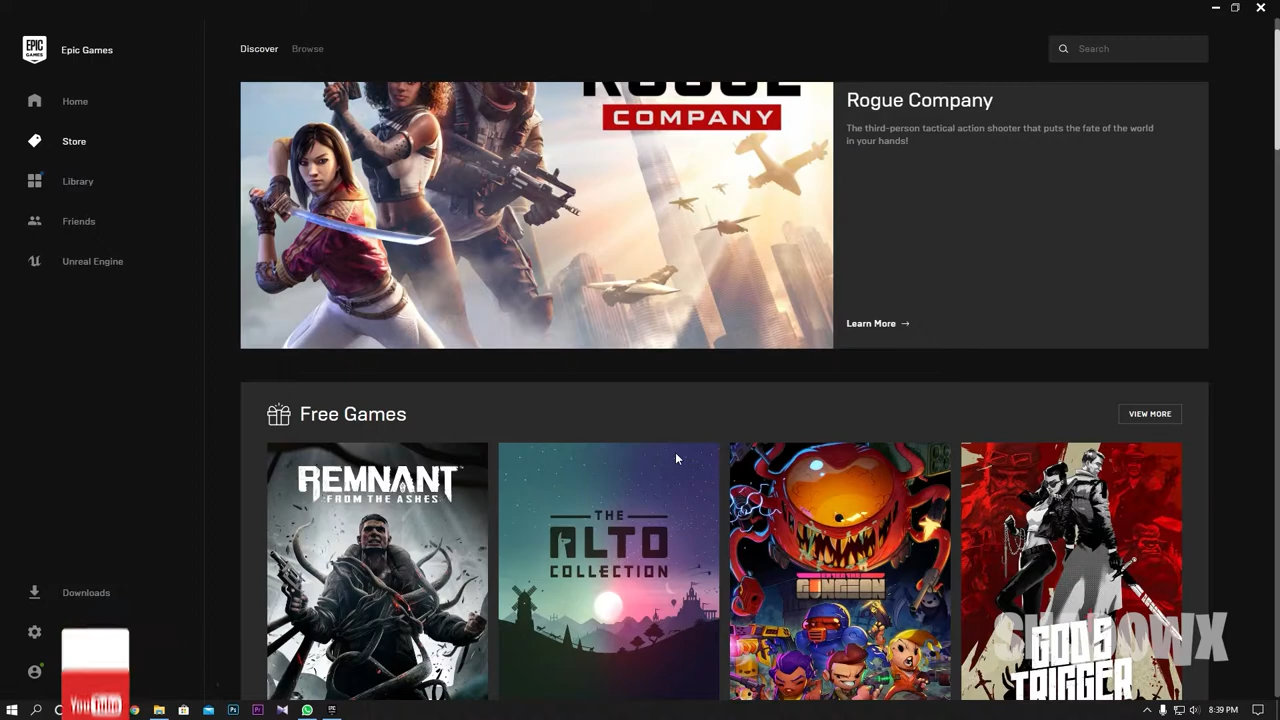 EPIC
GAMES
Epic Games
Discover
Browse
Search
Home
Store
Library
Friends
Unreal Engine
ROGUE
COMPANY
Rogue Company
The third-person tactical action shooter that puts the fate of the world
in your hands!
Learn More →
Free Games
VIEW MORE
REMNANT
FROM THE ASHES
THE
ALTO
COLLECTION
GUNGEON
GODS
TRIGGER
SHADOWX
Downloads
YouTube
8:39 PM